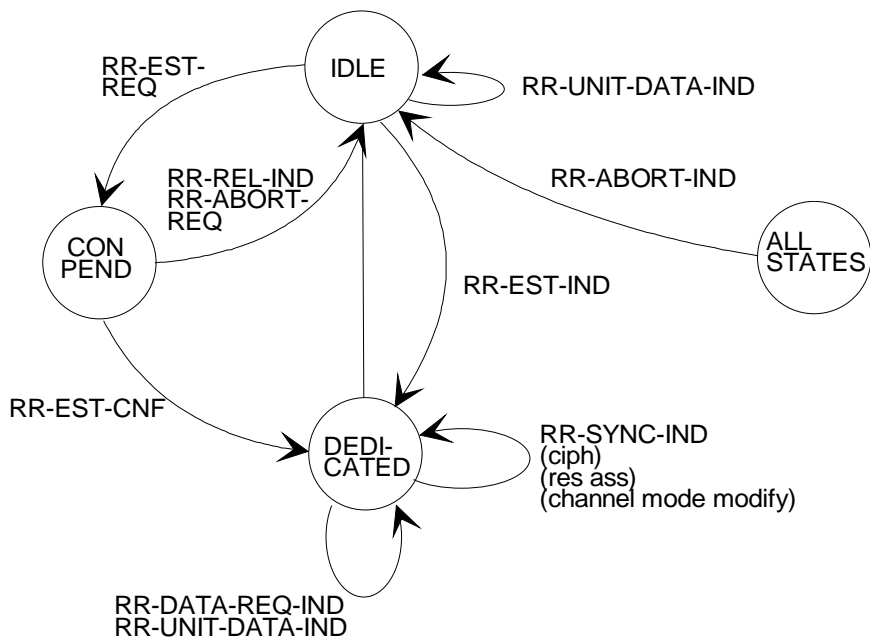 IDLE
RR-EST-
REQ
RR-UNIT-DATA-IND
RR-REL-IND
RR-ABORT-
REQ
RR-ABORT-IND
CON
PEND
ALL
STATES
RR-EST-IND
RR-EST-CNF
DEDI-
CATED
RR-SYNC-IND
(ciph)
(res ass)
(channel mode modify)
RR-DATA-REQ-IND
RR-UNIT-DATA-IND